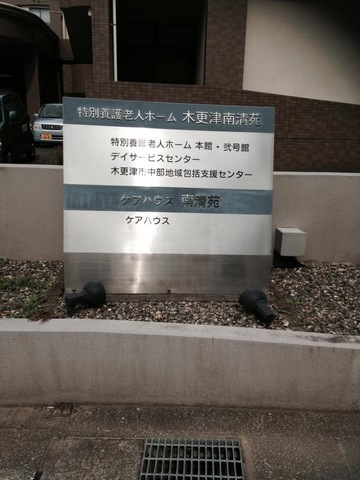 特別養護老人ホーム 木更津南清苑
特別養護老人ホーム 本館・弐号館
デイサービスセンター
木更津市中部地域包括支援センター
ケアハウス 南清苑
ケアハウス